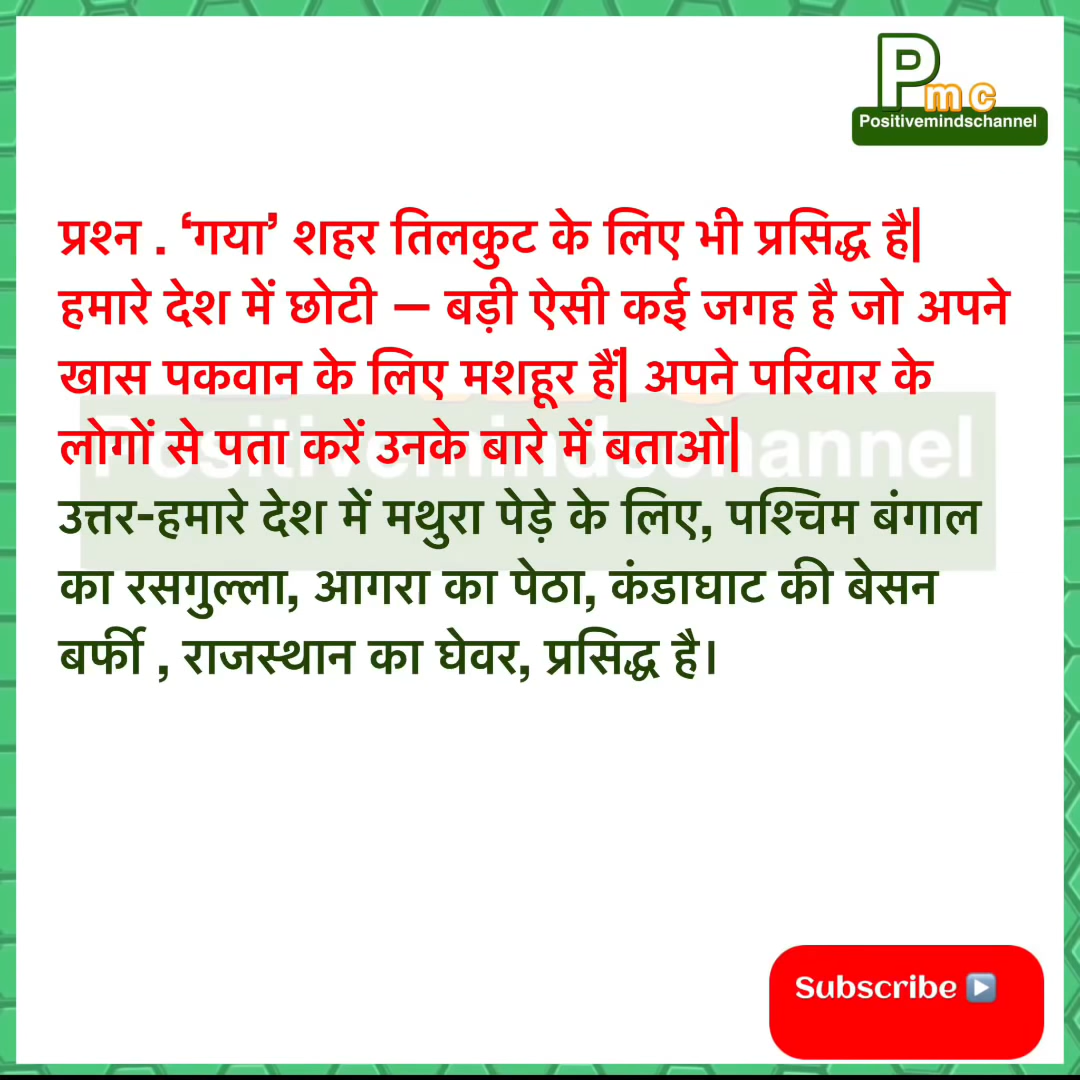 Pmc
Positivemindschannel
प्रश्न . ‘गया’ शहर तिलकुट के लिए भी प्रसिद्ध है|
हमारे देश में छोटी – बड़ी ऐसी कई जगह है जो अपने
खास पकवान के लिए मशहूर हैं| अपने परिवार के
लोगों से पता करें उनके बारे में बताओ|
Positivemindschannel
उत्तर-हमारे देश में मथुरा पेड़े के लिए, पश्चिम बंगाल
का रसगुल्ला, आगरा का पेठा, कंडाघाट की बेसन
बर्फी , राजस्थान का घेवर, प्रसिद्ध है।
Subscribe